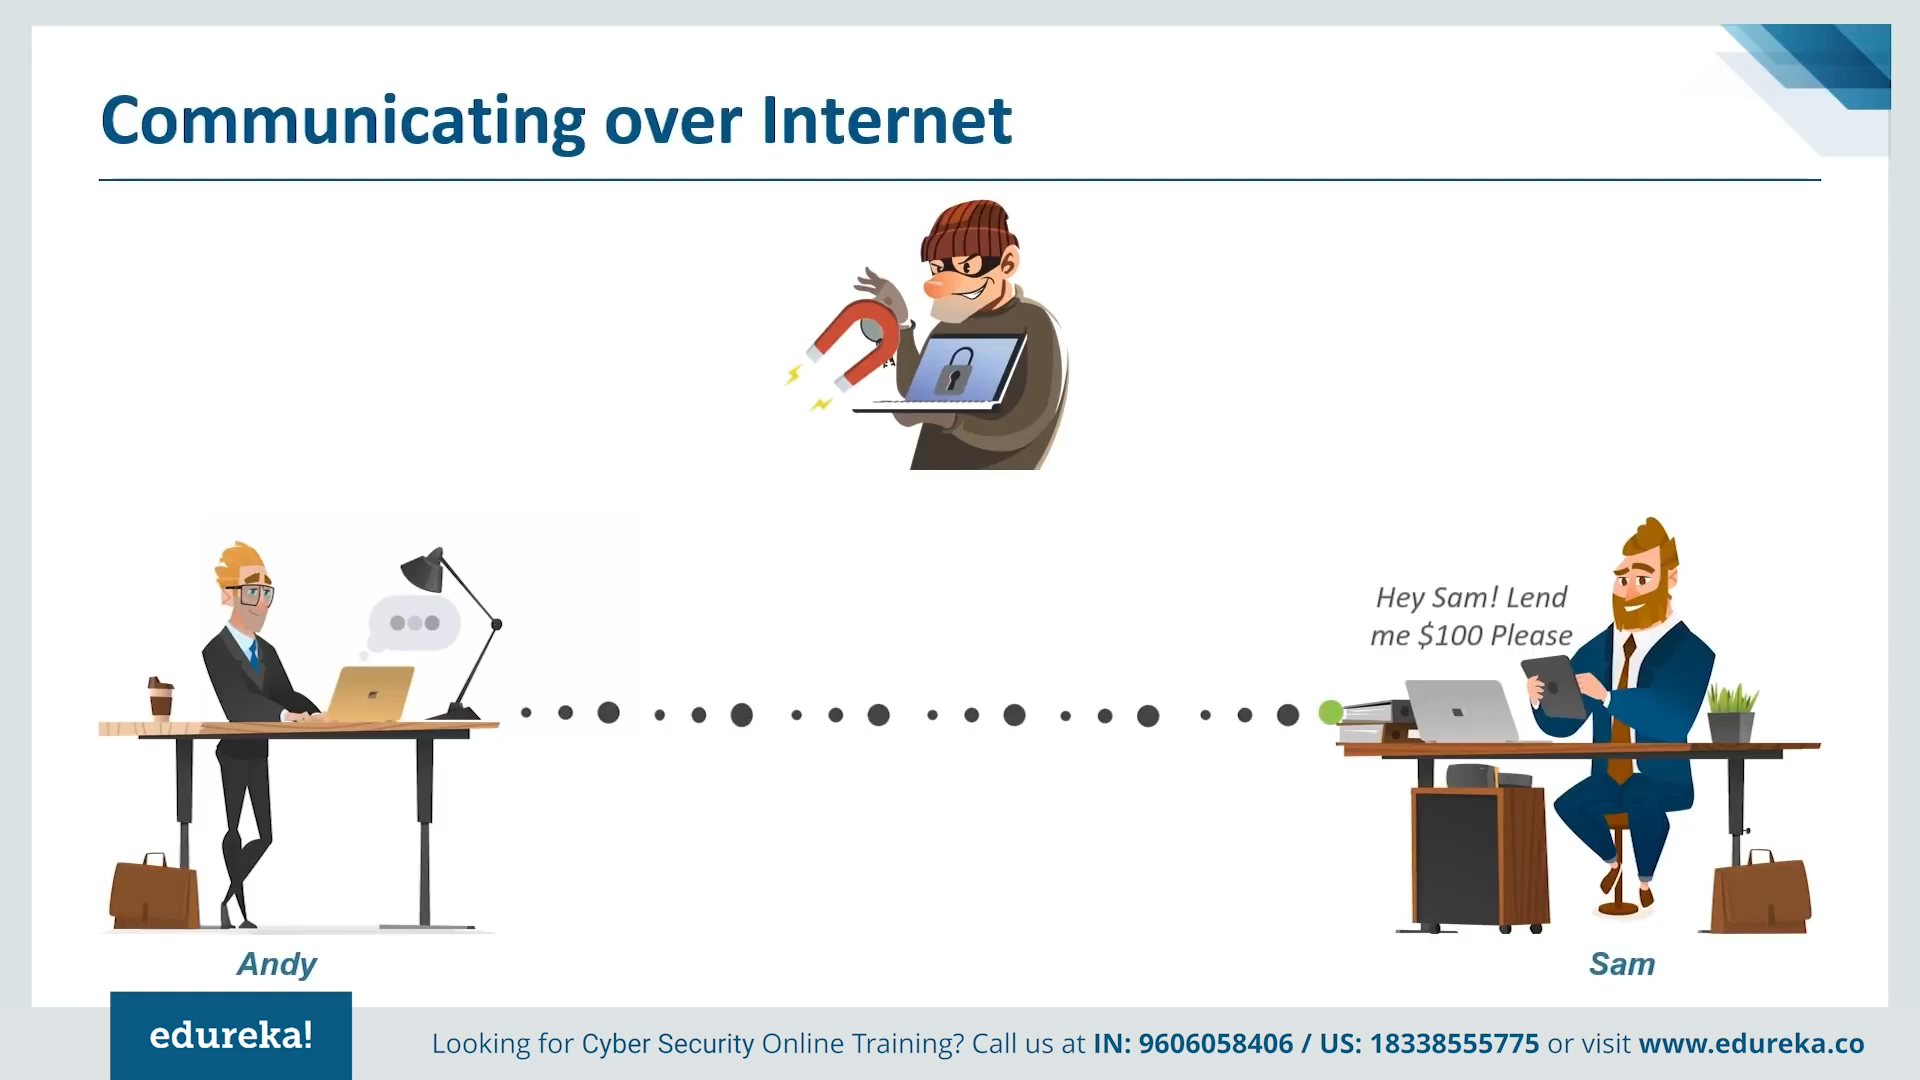 Communicating over Internet
Hey Sam! Lend
me $100 Please
Andy
Sam
edureka!
Looking for Cyber Security Online Training? Call us at IN: 9606058406 / US: 18338555775 or visit www.edureka.co